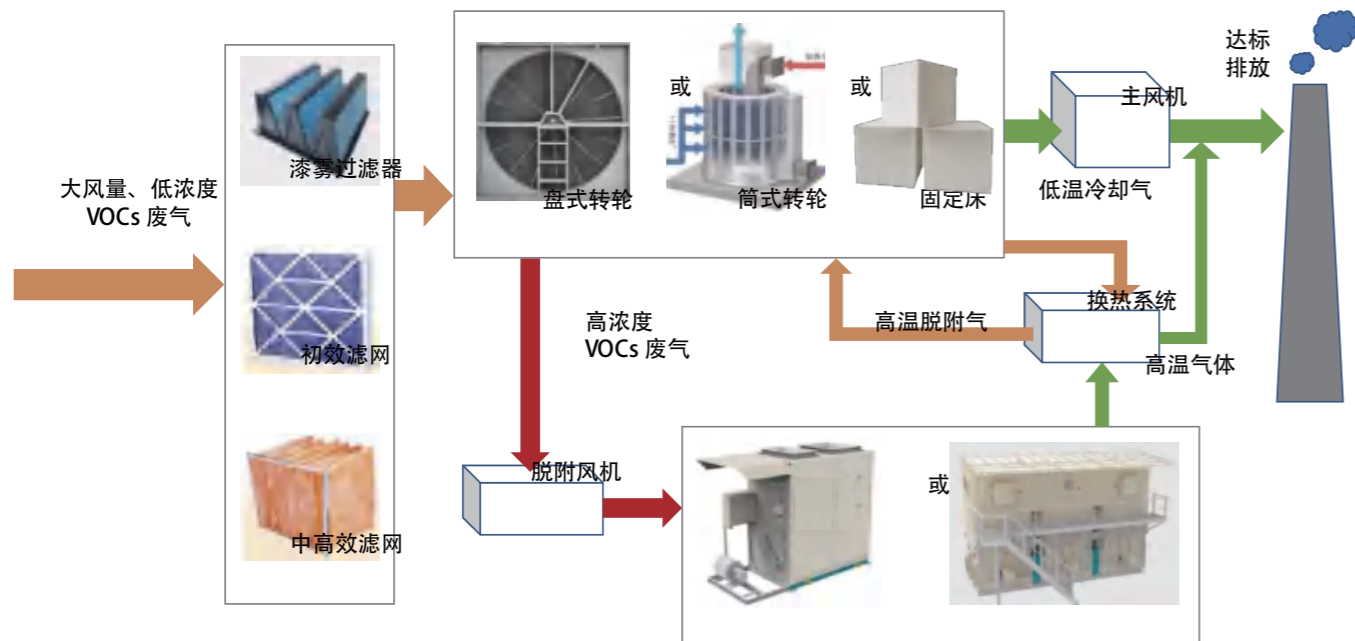 大风量、低浓度
VOCs 废气
漆雾过滤器
初效滤网
中高效滤网
盘式转轮
或
筒式转轮
或
固定床
主风机
低温冷却气
达标
排放
换热系统
高温脱附气
高温气体
高浓度
VOCs 废气
脱附风机
或